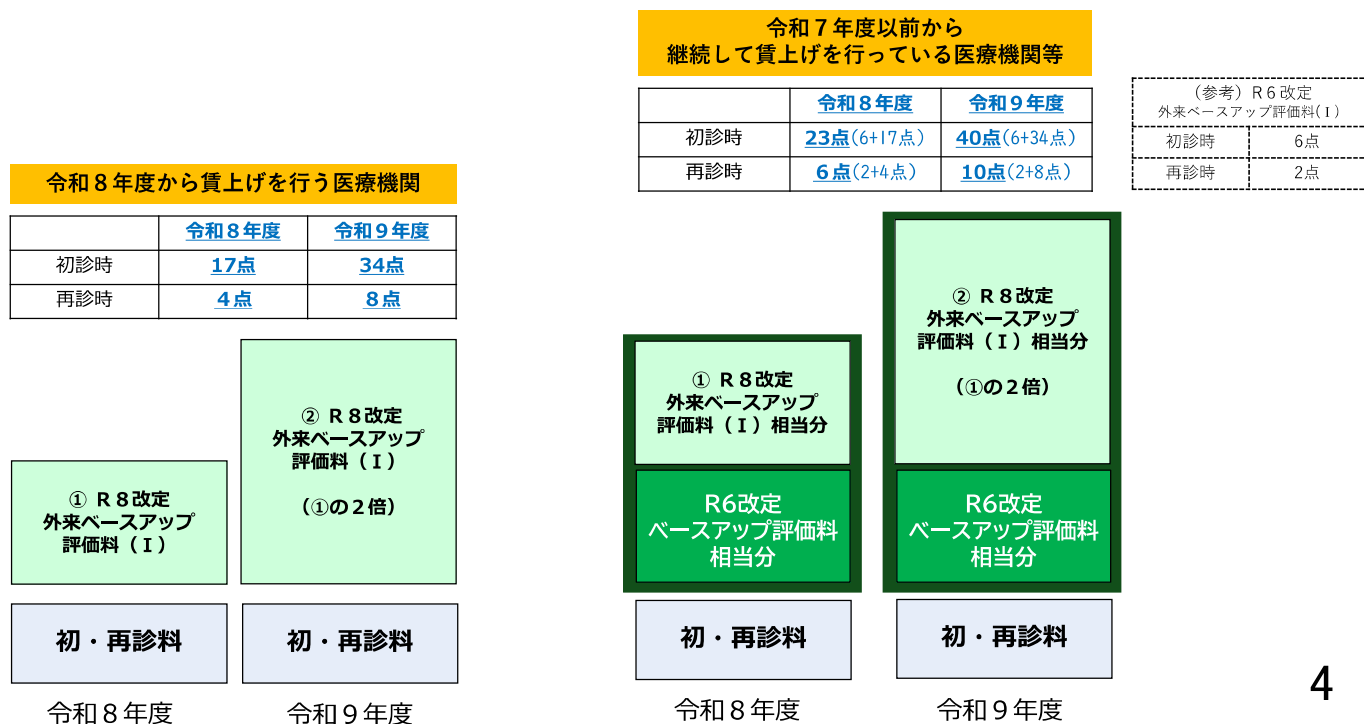 令和８年度から賃上げを行う医療機関
令和８年度 令和９年度
初診時 17点 34点
再診時 ４点 ８点
① Ｒ８改定
外来ベースアップ
評価料（Ⅰ）
② Ｒ８改定
外来ベースアップ
評価料（Ⅰ）
（①の２倍）
初・再診料
初・再診料
令和８年度
令和９年度
令和７年度以前から
継続して賃上げを行っている医療機関等
令和８年度 令和９年度
初診時 23点(6+17点) 40点(6+34点)
再診時 ６点(2+4点) 10点(2+8点)
（参考）Ｒ６改定
外来ベースアップ評価料(Ⅰ)
初診時 6点
再診時 2点
① Ｒ８改定
外来ベースアップ
評価料（Ⅰ）相当分
R6改定
ベースアップ評価料
相当分
② Ｒ８改定
外来ベースアップ
評価料（Ⅰ）相当分
（①の２倍）
R6改定
ベースアップ評価料
相当分
初・再診料
初・再診料
令和８年度
令和９年度
4